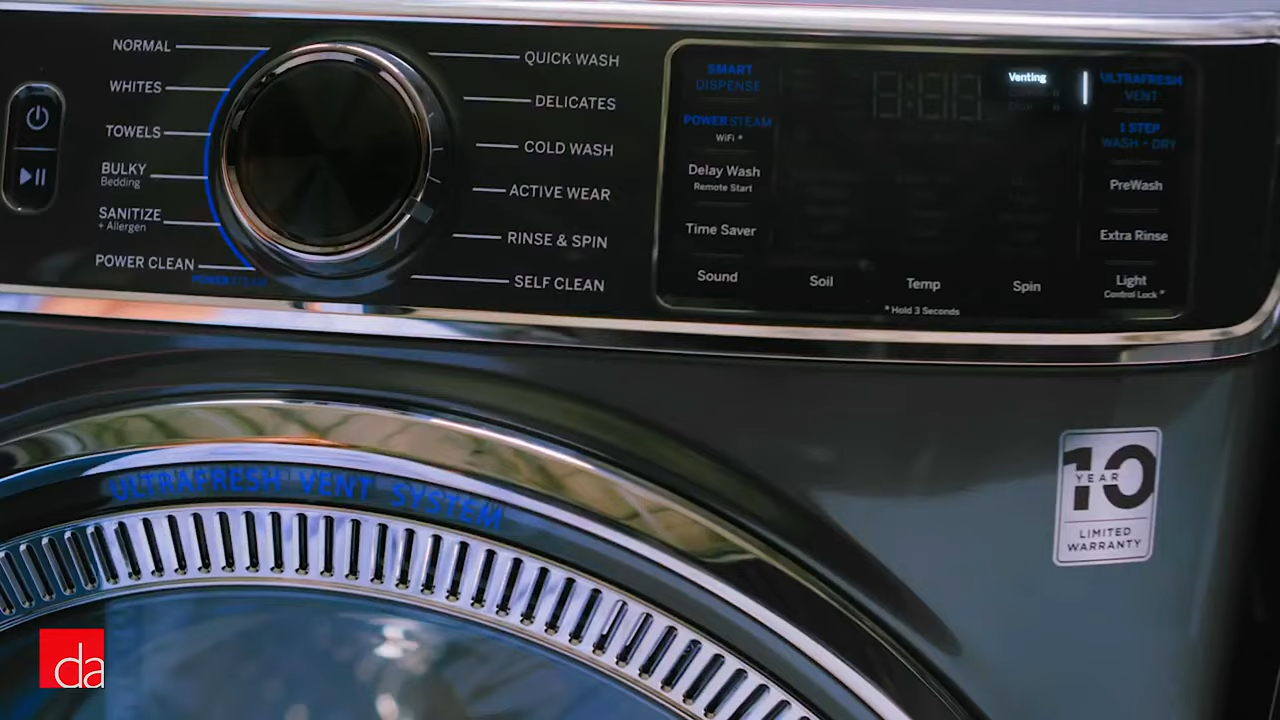 NORMAL
WHITES
TOWELS
BULKY
Bedding
SANITIZE
+ Allergen
POWER CLEAN
POWER STEAM
QUICK WASH
DELICATES
COLD WASH
ACTIVE WEAR
RINSE & SPIN
SELF CLEAN
SMART
DISPENSE
POWER STEAM
WiFi *
Delay Wash
Remote Start
Time Saver
Sound
Soil
Temp
Spin
* Hold 3 Seconds
Venting
ULTRAFRESH
VENT
1 STEP
WASH + DRY
PreWash
Extra Rinse
Light
Control Lock *
ULTRAFRESH VENT SYSTEM
10
YEAR
LIMITED
WARRANTY
da